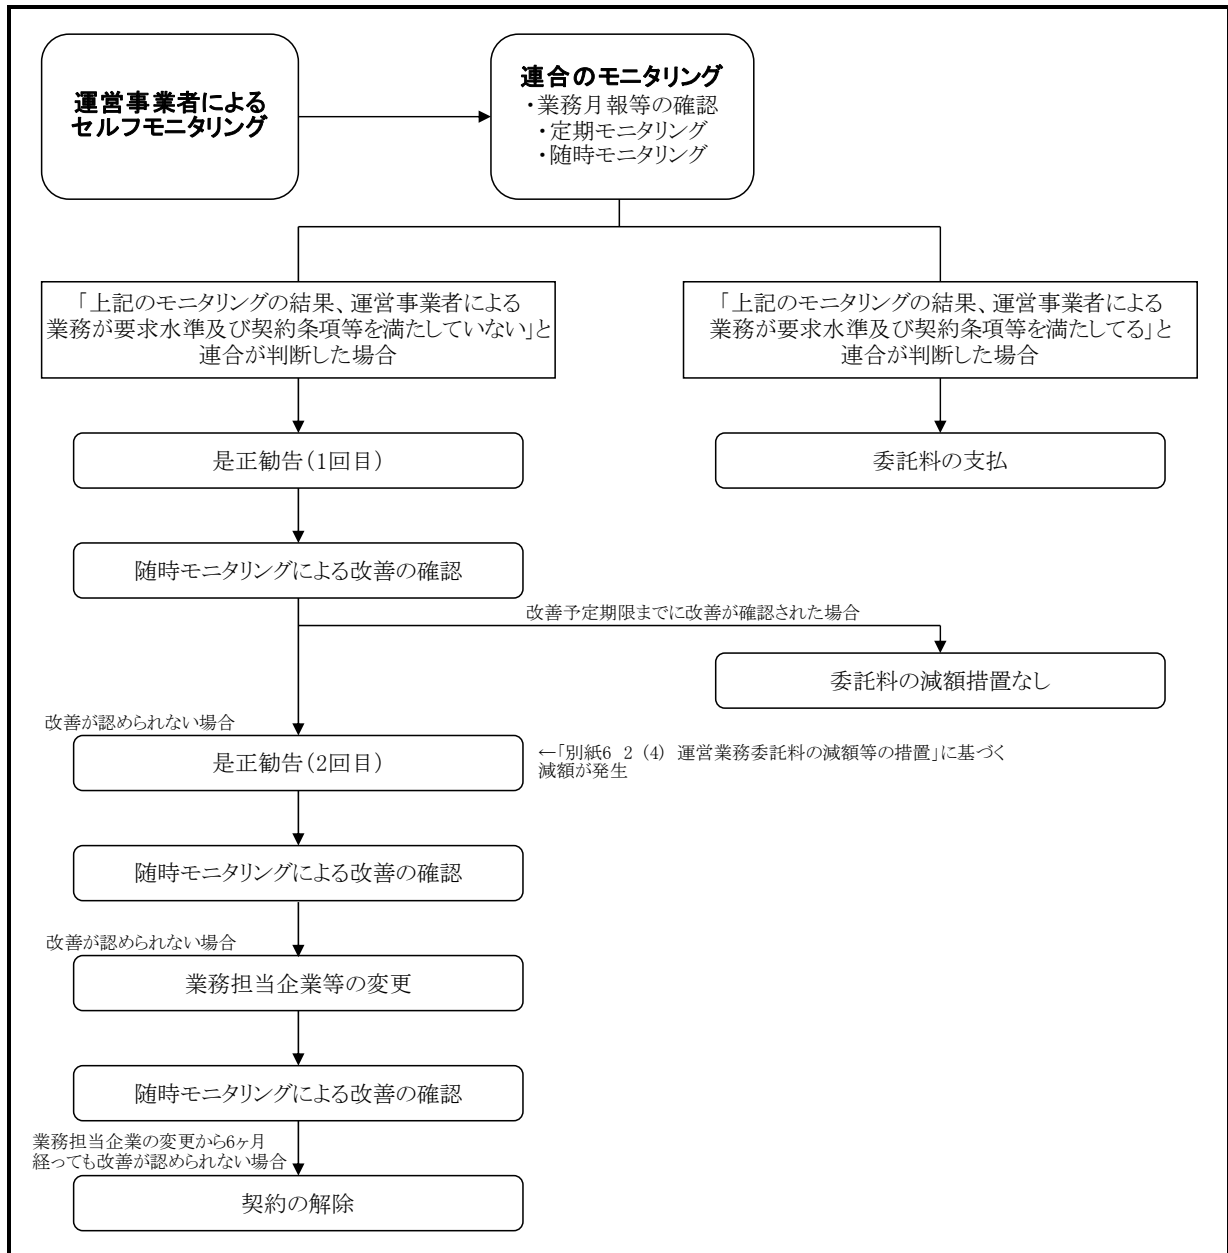 運営事業者による
セルフモニタリング
連合のモニタリング
・業務月報等の確認
・定期モニタリング
・随時モニタリング
「上記のモニタリングの結果、運営事業者による
業務が要求水準及び契約条項等を満たしていない」と
連合が判断した場合
「上記のモニタリングの結果、運営事業者による
業務が要求水準及び契約条項等を満たしてる」と
連合が判断した場合
是正勧告(1回目)
委託料の支払
随時モニタリングによる改善の確認
改善予定期限までに改善が確認された場合
委託料の減額措置なし
改善が認められない場合
是正勧告(2回目)
←「別紙6 2 (4) 運営業務委託料の減額等の措置」に基づく
減額が発生
随時モニタリングによる改善の確認
改善が認められない場合
業務担当企業等の変更
随時モニタリングによる改善の確認
業務担当企業の変更から6ヶ月
経っても改善が認められない場合
契約の解除